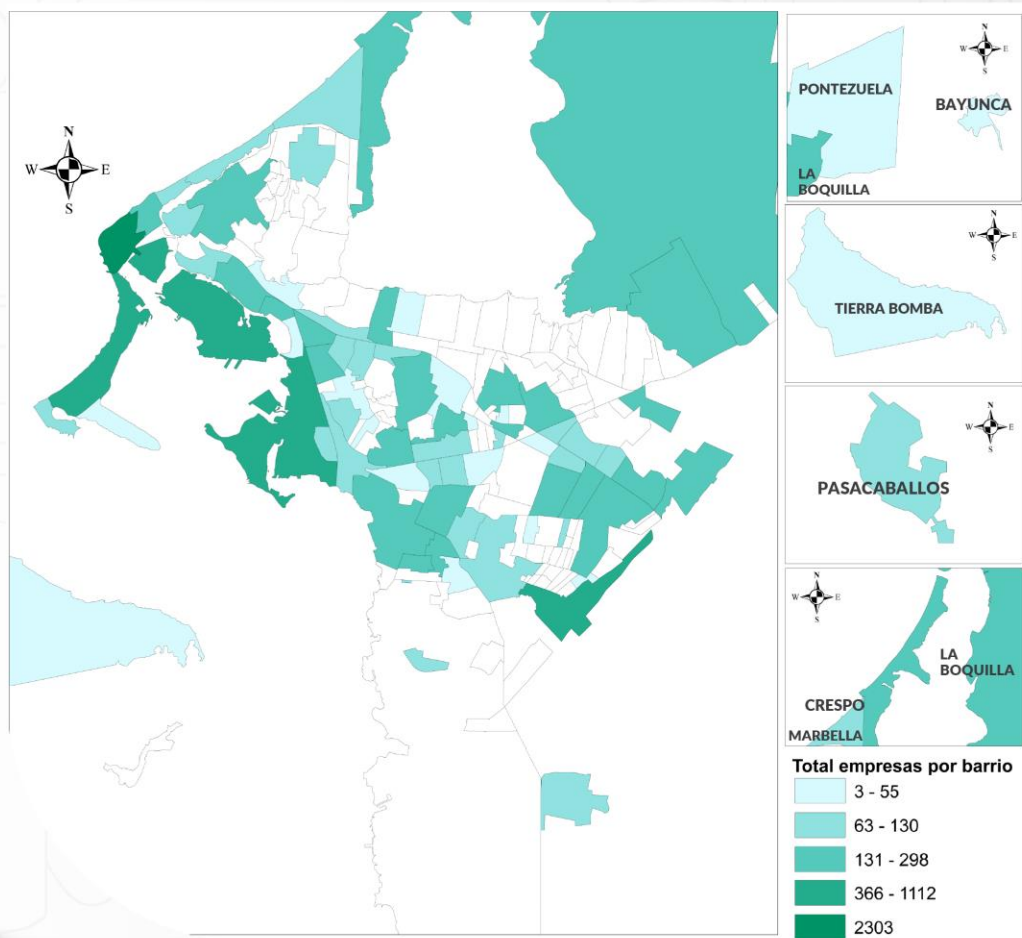 N
W E
S
N
W E
S
PONTEZUELA
BAYUNCA
LA
BOQUILLA
N
W E
S
TIERRA BOMBA
N
W E
S
PASACABALLOS
N
W E
S
LA
BOQUILLA
CRESPO
MARBELLA
Total empresas por barrio
3 - 55
63 - 130
131 - 298
366 - 1112
2303